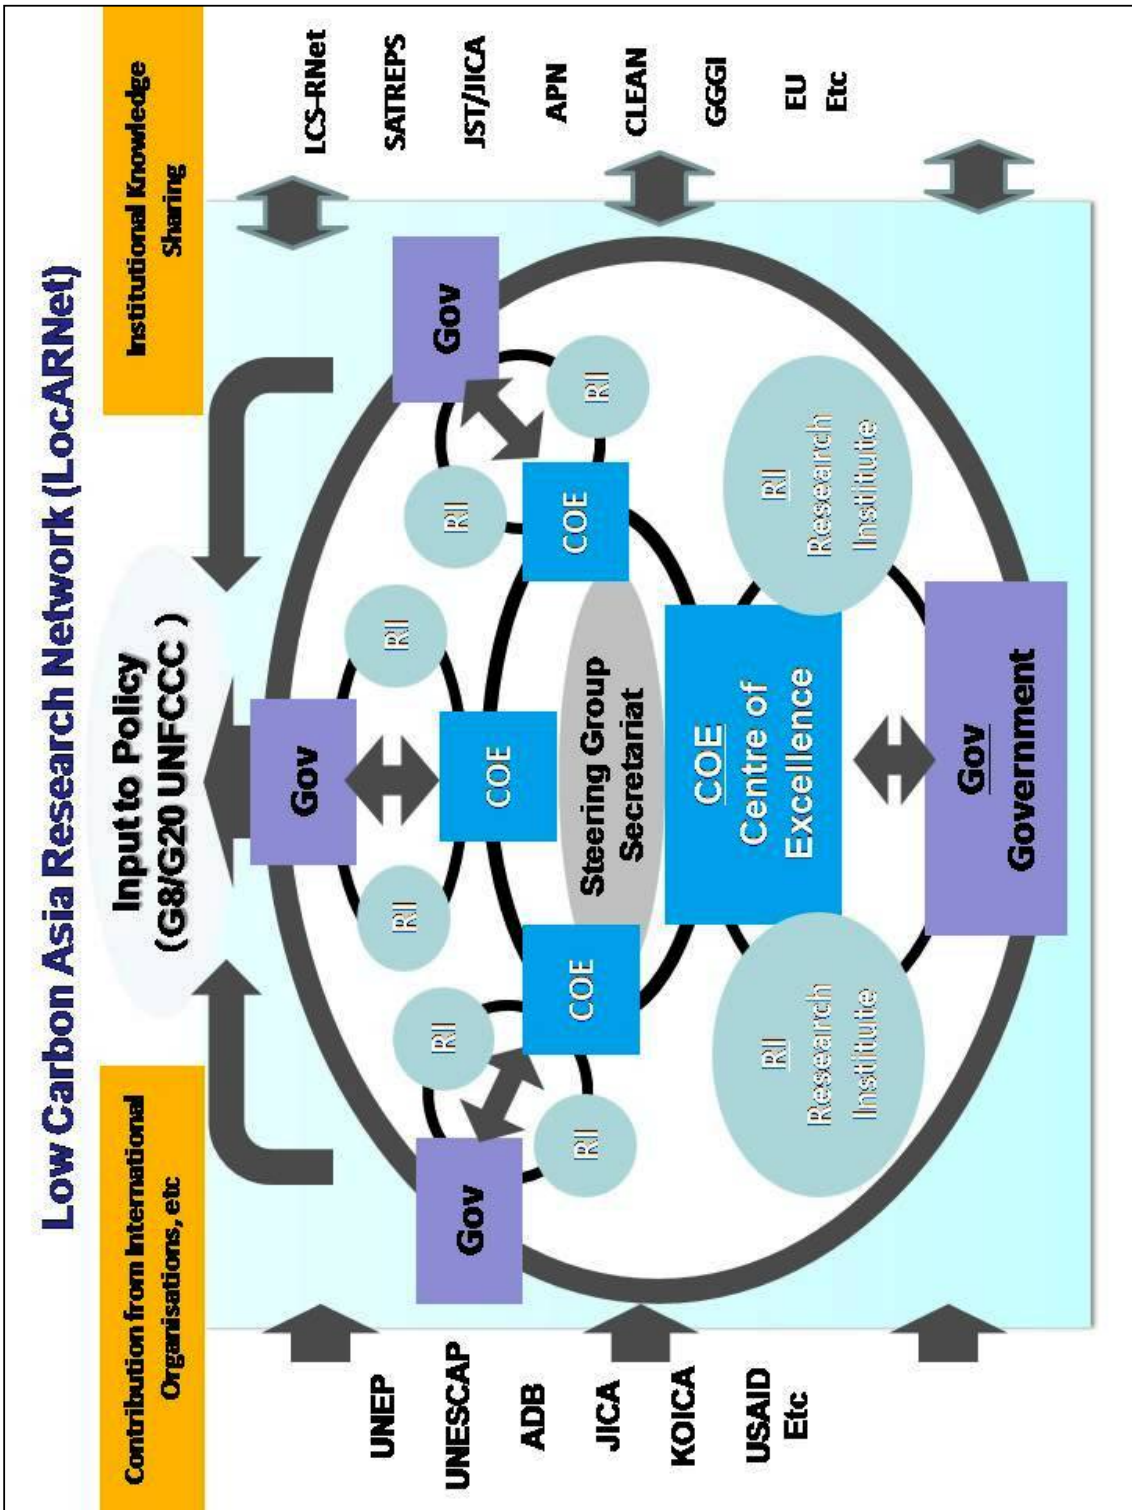 Low Carbon Asia Research Network (LoCARNet)
Contribution from International
Organisations, etc
Input to Policy
(G8/G20 UNFCCC )
Institutional Knowledge
Sharing
UNEP
UNESCAP
ADB
JICA
KOICA
USAID
Etc
Gov
RI
RI
COE
RI
RI
Gov
COE
Gov
RI
RI
COE
Steering Group
Secretariat
COE
Centre of
Excellence
RI
Research
Institute
RI
Research
Institute
Gov
Government
LCS-RNet
SATREPS
JST/JICA
APN
CLEAN
GGGI
EU
Etc